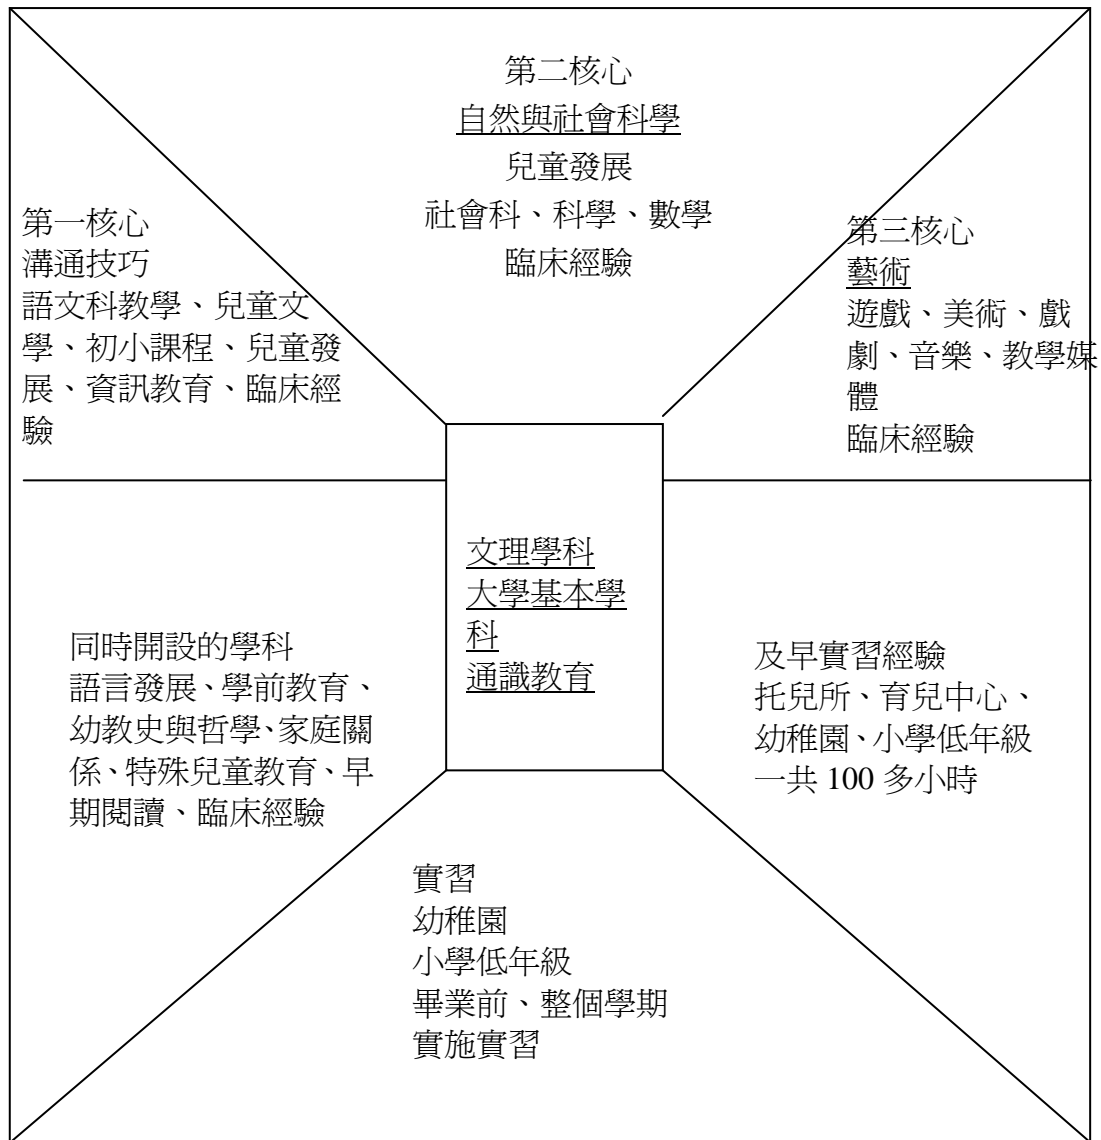 第二核心
自然與社會科學
兒童發展
社會科、科學、數學
臨床經驗
第一核心
溝通技巧
語文科教學、兒童文
學、初小課程、兒童發
展、資訊教育、臨床經
驗
第三核心
藝術
遊戲、美術、戲
劇、音樂、教學媒
體
臨床經驗
文理學科
大學基本學
科
通識教育
同時開設的學科
語言發展、學前教育、
幼教史與哲學、家庭關
係、特殊兒童教育、早
期閱讀、臨床經驗
及早實習經驗
托兒所、育兒中心、
幼稚園、小學低年級
一共 100 多小時
實習
幼稚園
小學低年級
畢業前、整個學期
實施實習